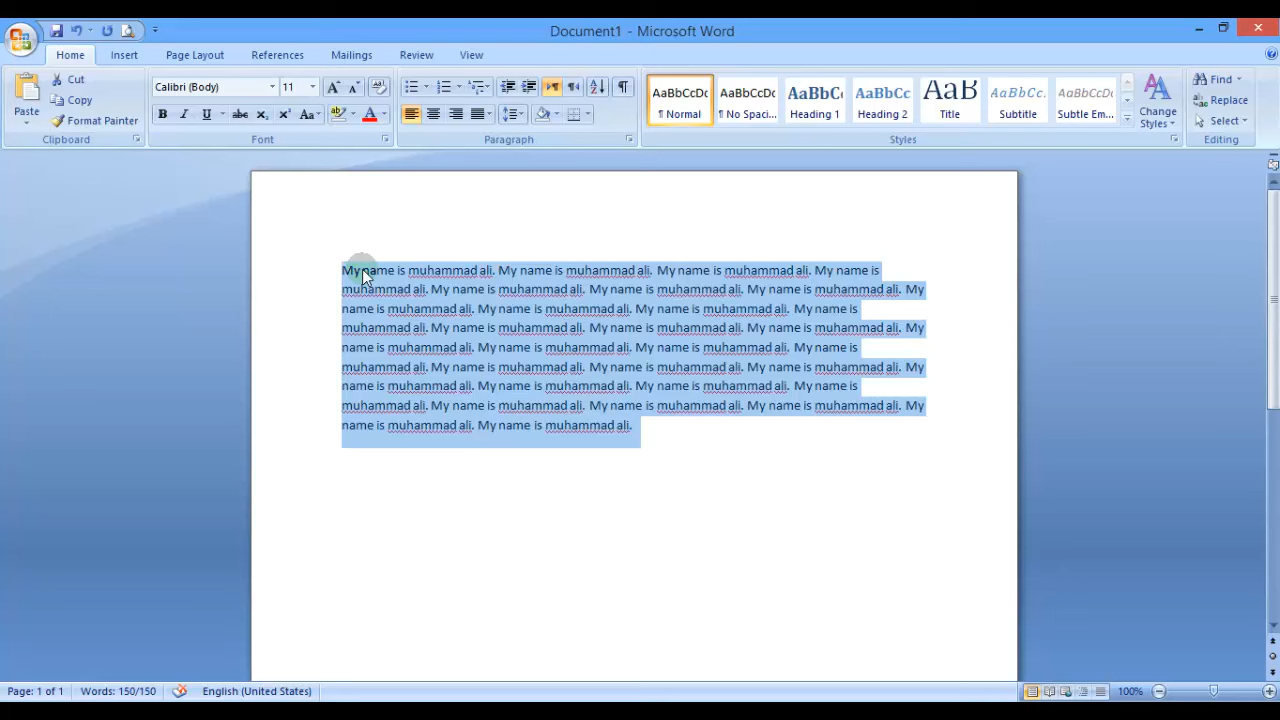 Document1 - Microsoft Word
Home Insert Page Layout References Mailings Review View
Paste
Cut
Copy
Format Painter
Clipboard
Calibri (Body) 11
B I U abc X₂ X² Aa
Font
Paragraph
AaBbCcDc AaBbCcDc AaBbC AaBbCc AaB AaBbCc. AaBbCcDc
¶ Normal ¶ No Spaci... Heading 1 Heading 2 Title Subtitle Subtle Em...
Change Styles
Styles
Find
Replace
Select
Editing
My name is muhammad ali. My name is muhammad ali. My name is muhammad ali. My name is
muhammad ali. My name is muhammad ali. My name is muhammad ali. My name is muhammad ali. My
name is muhammad ali. My name is muhammad ali. My name is muhammad ali. My name is
muhammad ali. My name is muhammad ali. My name is muhammad ali. My name is muhammad ali. My
name is muhammad ali. My name is muhammad ali. My name is muhammad ali. My name is
muhammad ali. My name is muhammad ali. My name is muhammad ali. My name is muhammad ali. My
name is muhammad ali. My name is muhammad ali. My name is muhammad ali. My name is
muhammad ali. My name is muhammad ali. My name is muhammad ali. My name is muhammad ali. My
name is muhammad ali. My name is muhammad ali.
Page: 1 of 1 Words: 150/150 English (United States) 100%